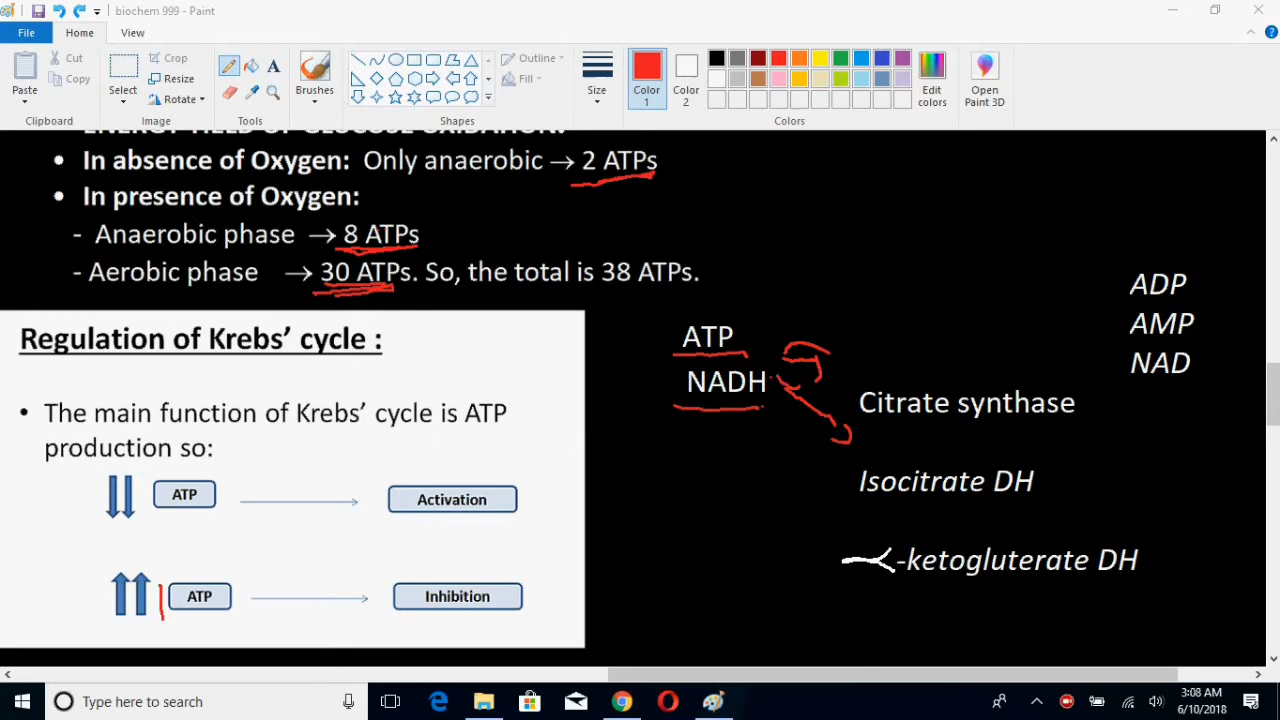 biochem 999 - Paint
File Home View
Paste
Cut
Copy
Clipboard
Select
Crop
Resize
Rotate
Image
A
Tools
Brushes
Outline
Fill
Shapes
Size
Color 1
Color 2
Edit colors
Open Paint 3D
Colors
ENERGY YIELD OF GLUCOSE OXIDATION:
• In absence of Oxygen: Only anaerobic → 2 ATPs
• In presence of Oxygen:
- Anaerobic phase → 8 ATPs
- Aerobic phase → 30 ATPs. So, the total is 38 ATPs.
Regulation of Krebs’ cycle :
• The main function of Krebs’ cycle is ATP
production so:
ATP
Activation
ATP
Inhibition
ATP
NADH
ADP
AMP
NAD
Citrate synthase
Isocitrate DH
-ketogluterate DH
Type here to search
3:08 AM
6/10/2018